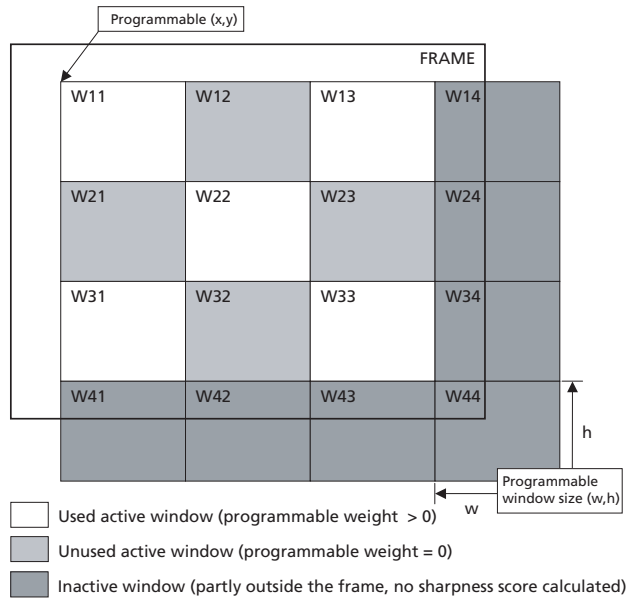 Programmable (x,y)
FRAME
W11 W12 W13 W14
W21 W22 W23 W24
W31 W32 W33 W34
W41 W42 W43 W44
h
w
Programmable
window size (w,h)
Used active window (programmable weight > 0)
Unused active window (programmable weight = 0)
Inactive window (partly outside the frame, no sharpness score calculated)